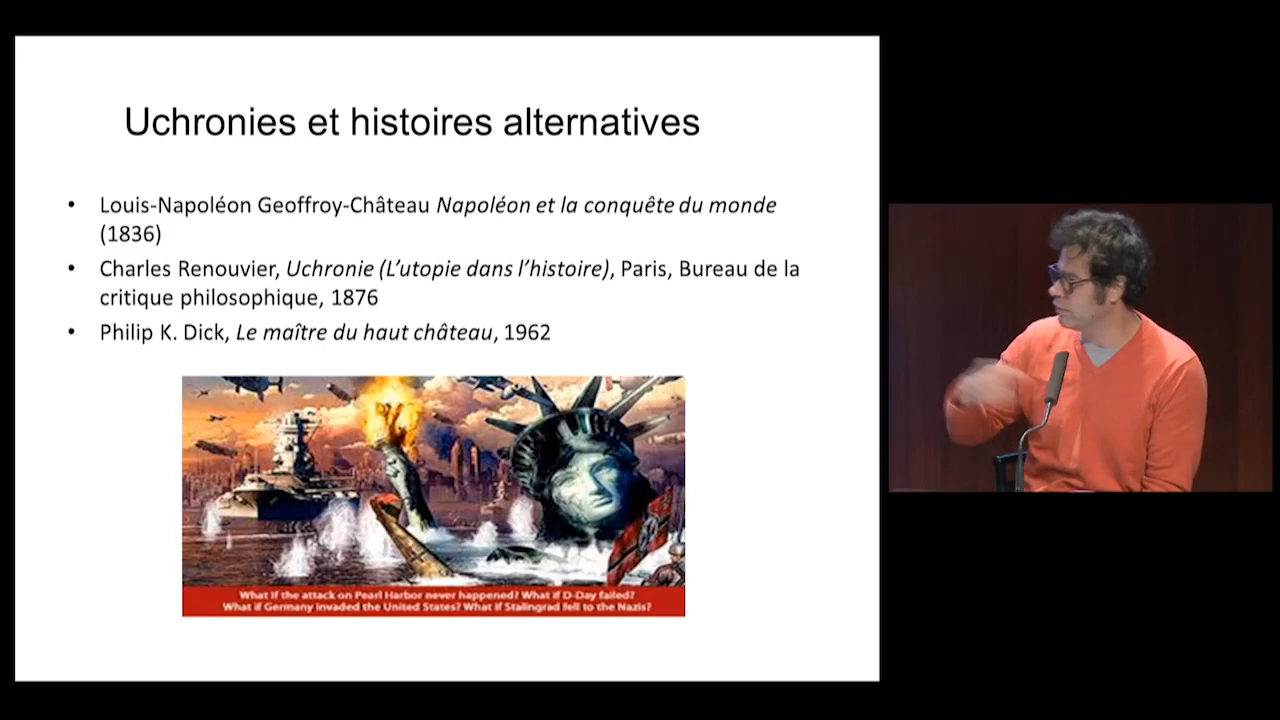 Uchronies et histoires alternatives
• Louis-Napoléon Geoffroy-Château Napoléon et la conquête du monde
(1836)
• Charles Renouvier, Uchronie (L’utopie dans l’histoire), Paris, Bureau de la
critique philosophique, 1876
• Philip K. Dick, Le maître du haut château, 1962
What if the attack on Pearl Harbor never happened? What if D-Day failed?
What if Germany invaded the United States? What if Stalingrad fell to the Nazis?